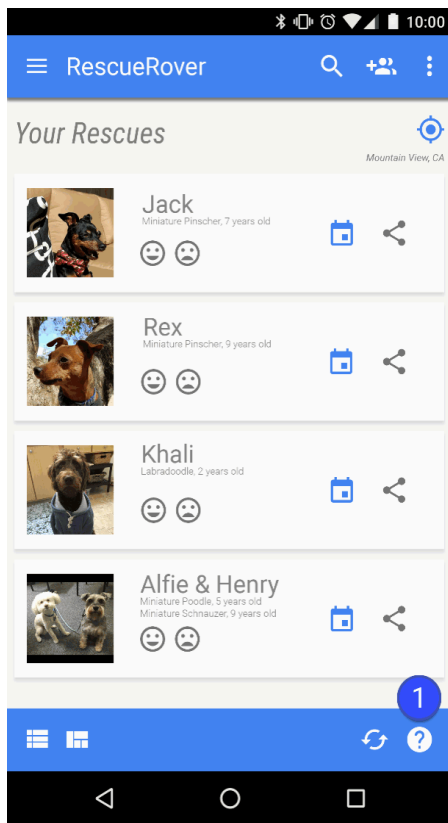 10:00
RescueRover
Your Rescues
Mountain View, CA
Jack
Miniature Pinscher, 7 years old
Rex
Miniature Pinscher, 9 years old
Khali
Labradoodle, 2 years old
Alfie & Henry
Miniature Poodle, 5 years old
Miniature Schnauzer, 9 years old
1
?